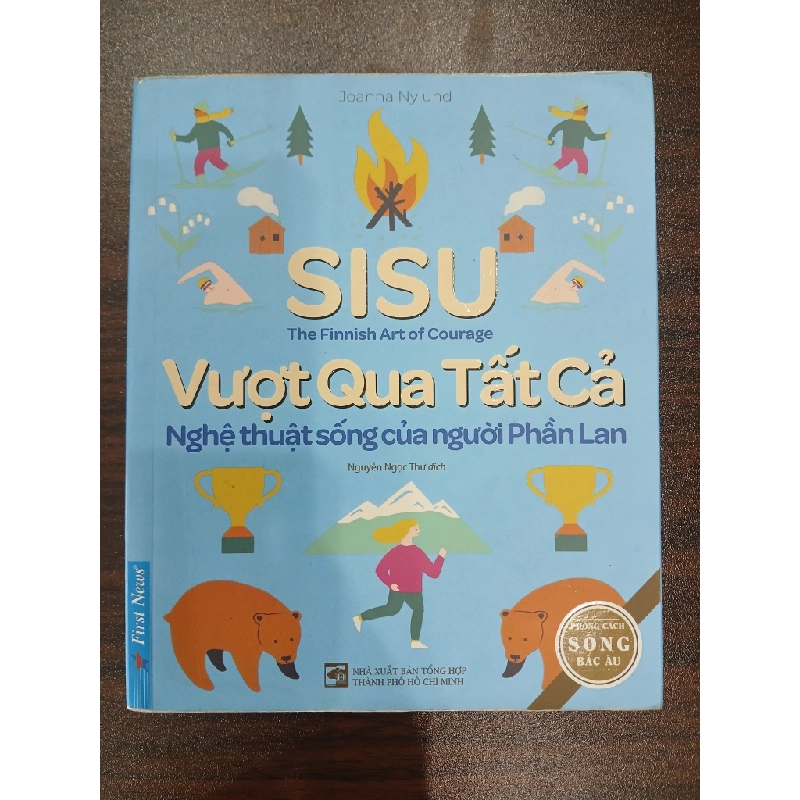 Joanna Nylund
SISU
The Finnish Art of Courage
Vượt Qua Tất Cả
Nghệ thuật sống của người Phần Lan
Nguyễn Ngọc Thư dịch
First News
PHONG CÁCH
SỐNG
BẮC ÂU
NHÀ XUẤT BẢN TỔNG HỢP
THÀNH PHỐ HỒ CHÍ MINH